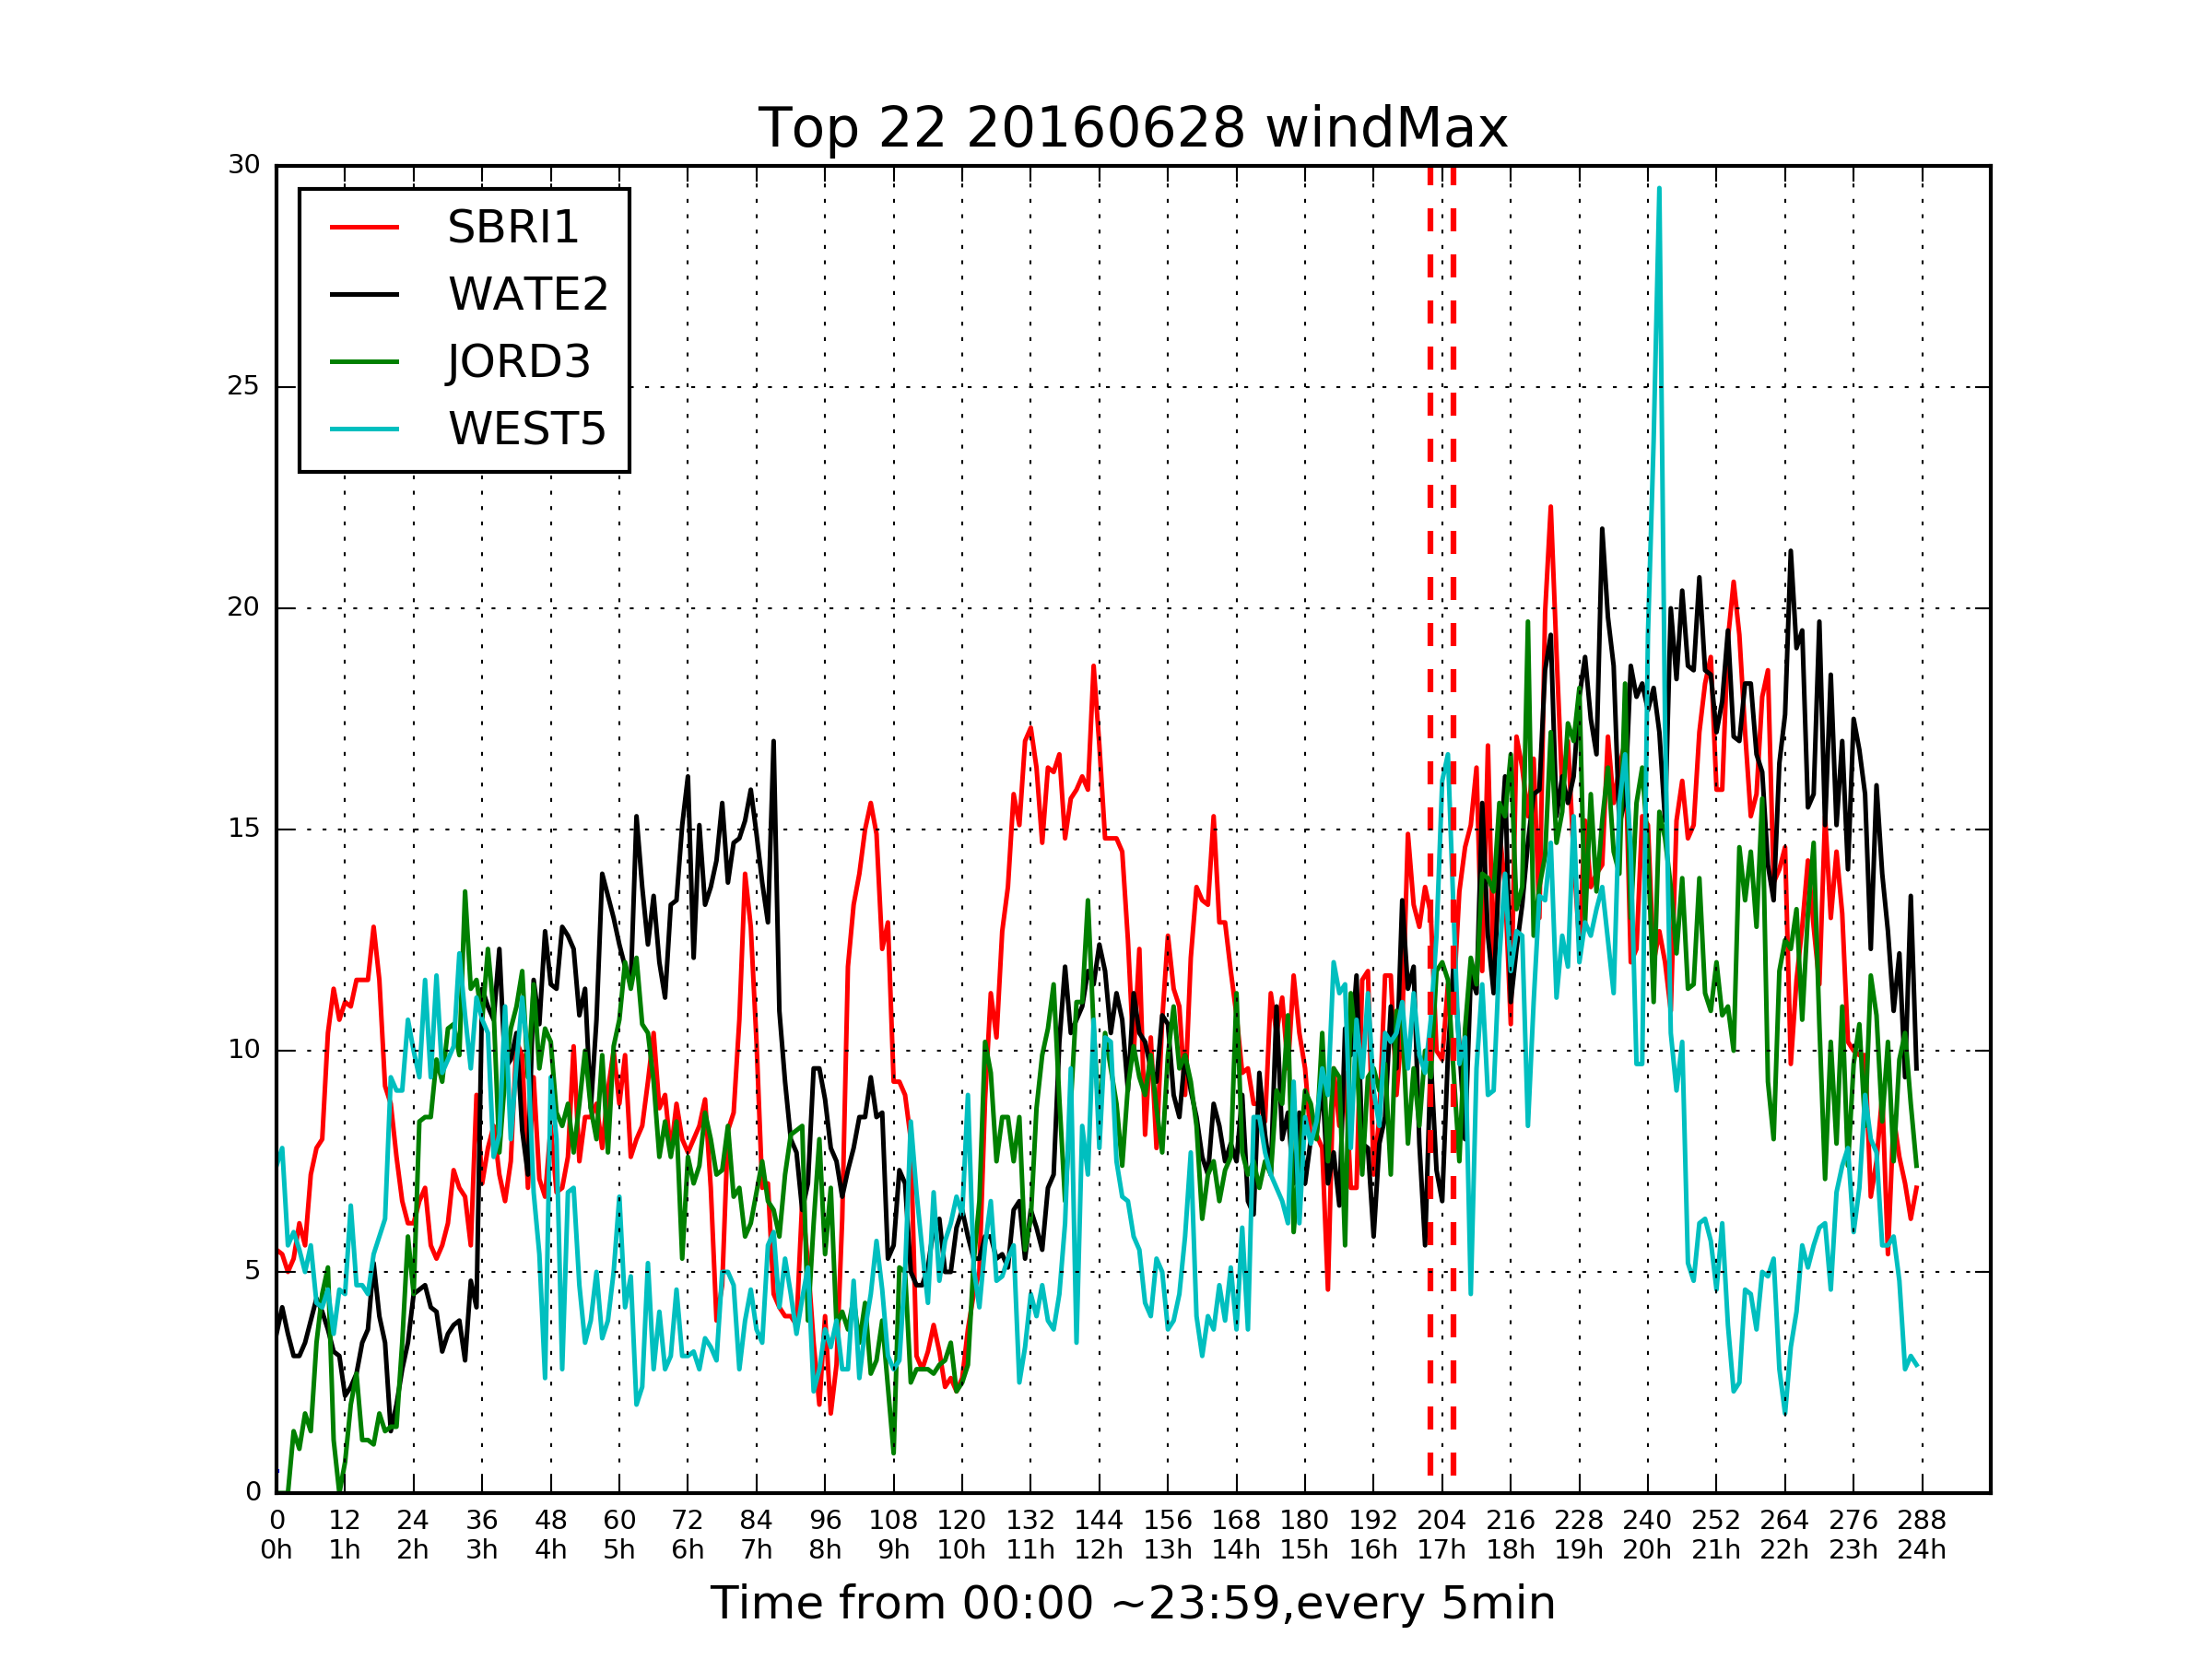 Top 22 20160628 windMax
30
25
20
15
10
5
0
SBRI1
WATE2
JORD3
WEST5
0 12 24 36 48 60 72 84 96 108 120 132 144 156 168 180 192 204 216 228 240 252 264 276 288
0h 1h 2h 3h 4h 5h 6h 7h 8h 9h 10h 11h 12h 13h 14h 15h 16h 17h 18h 19h 20h 21h 22h 23h 24h
Time from 00:00 ~23:59,every 5min